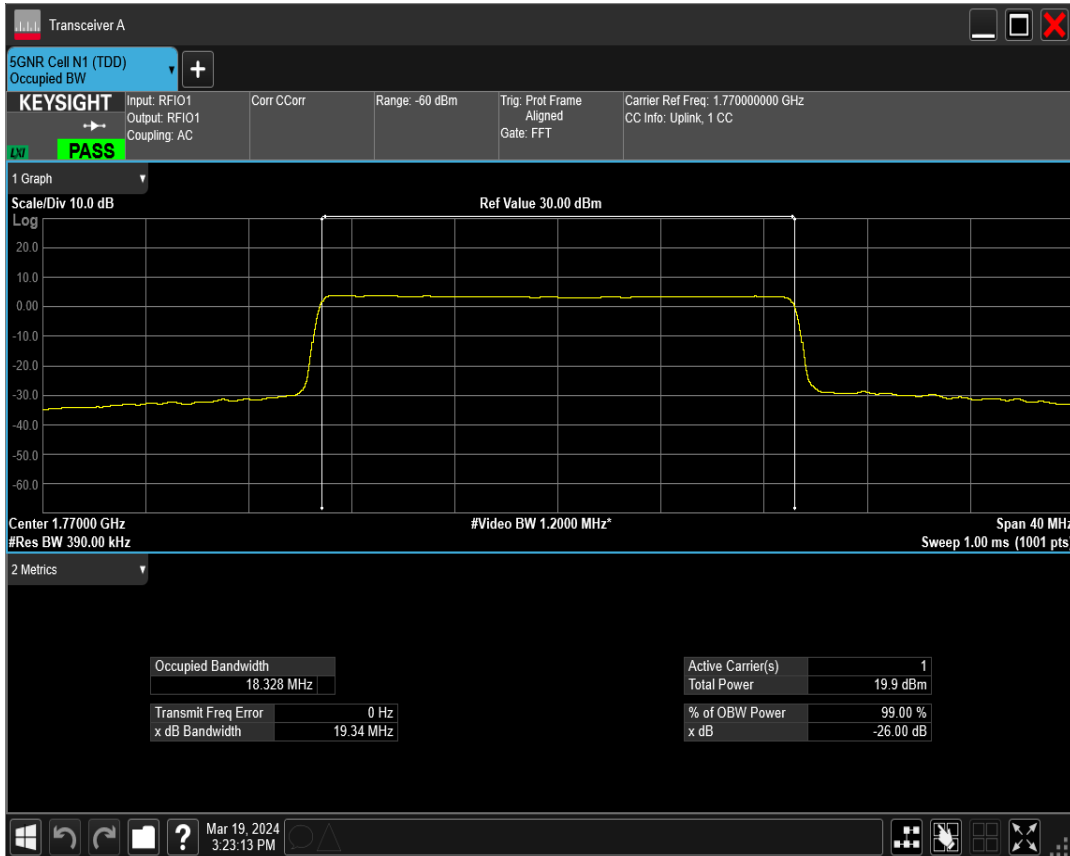 Transceiver A
5GNR Cell N1 (TDD)
Occupied BW
+
KEYSIGHT
LXI
PASS
Input: RFIO1
Output: RFIO1
Coupling: AC
Corr CCorr
Range: -60 dBm
Trig: Prot Frame
Aligned
Gate: FFT
Carrier Ref Freq: 1.770000000 GHz
CC Info: Uplink, 1 CC
1 Graph
Scale/Div 10.0 dB
Ref Value 30.00 dBm
Log
20.0
10.0
0.00
-10.0
-20.0
-30.0
-40.0
-50.0
-60.0
Center 1.77000 GHz
#Video BW 1.2000 MHz*
Span 40 MHz
#Res BW 390.00 kHz
Sweep 1.00 ms (1001 pts)
2 Metrics
Occupied Bandwidth
18.328 MHz
Transmit Freq Error 0 Hz
x dB Bandwidth 19.34 MHz
Active Carrier(s) 1
Total Power 19.9 dBm
% of OBW Power 99.00 %
x dB -26.00 dB
?
Mar 19, 2024
3:23:13 PM